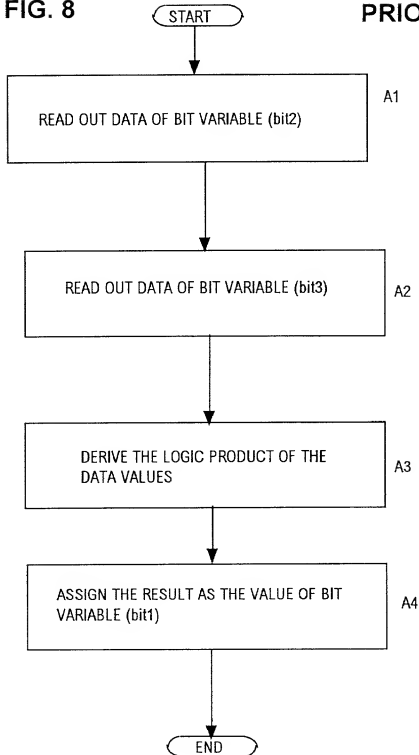 FIG. 8
PRIO
START
READ OUT DATA OF BIT VARIABLE (bit2)
A1
READ OUT DATA OF BIT VARIABLE (bit3)
A2
DERIVE THE LOGIC PRODUCT OF THE
DATA VALUES
A3
ASSIGN THE RESULT AS THE VALUE OF BIT
VARIABLE (bit1)
A4
END